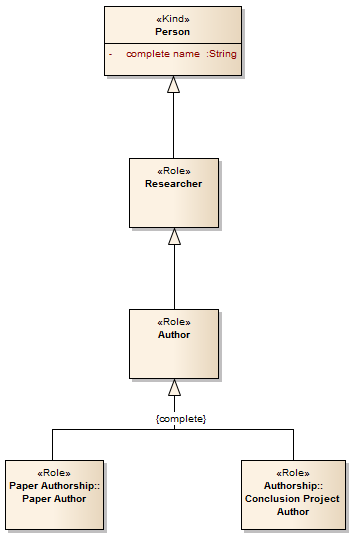 «Kind»
Person
- complete name :String
«Role»
Researcher
«Role»
Author
{complete}
«Role»
Paper Authorship::
Paper Author
«Role»
Authorship::
Conclusion Project
Author